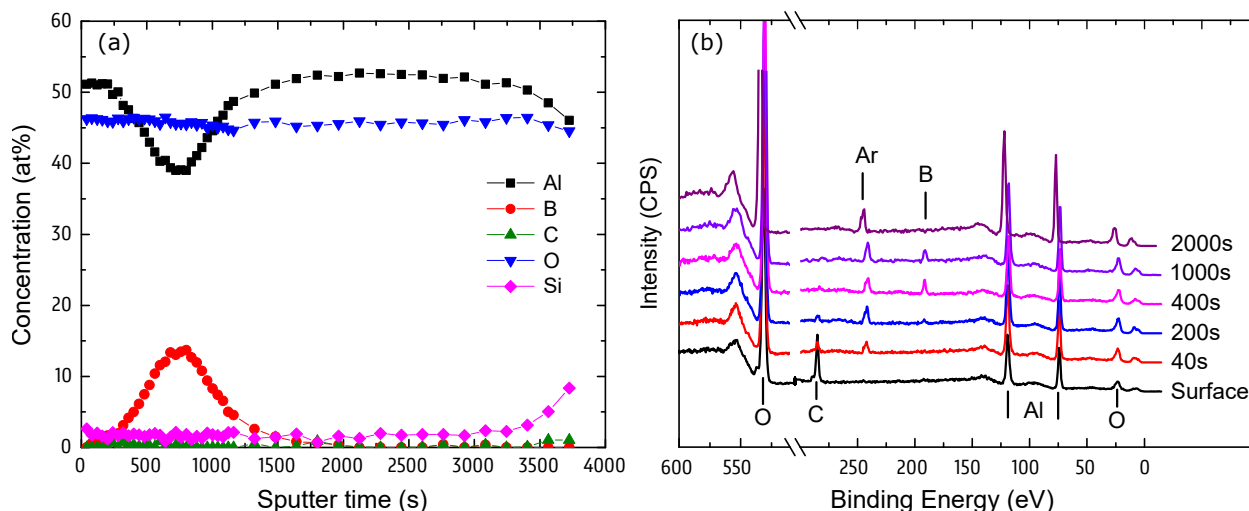 (a)
Concentration (at%)
60
50
40
30
20
10
0
Al
B
C
O
Si
0 500 1000 1500 2000 2500 3000 3500 4000
Sputter time (s)
(b)
Intensity (CPS)
Ar
B
2000s
1000s
400s
200s
40s
Surface
O C Al O
600 550 250 200 150 100 50 0
Binding Energy (eV)